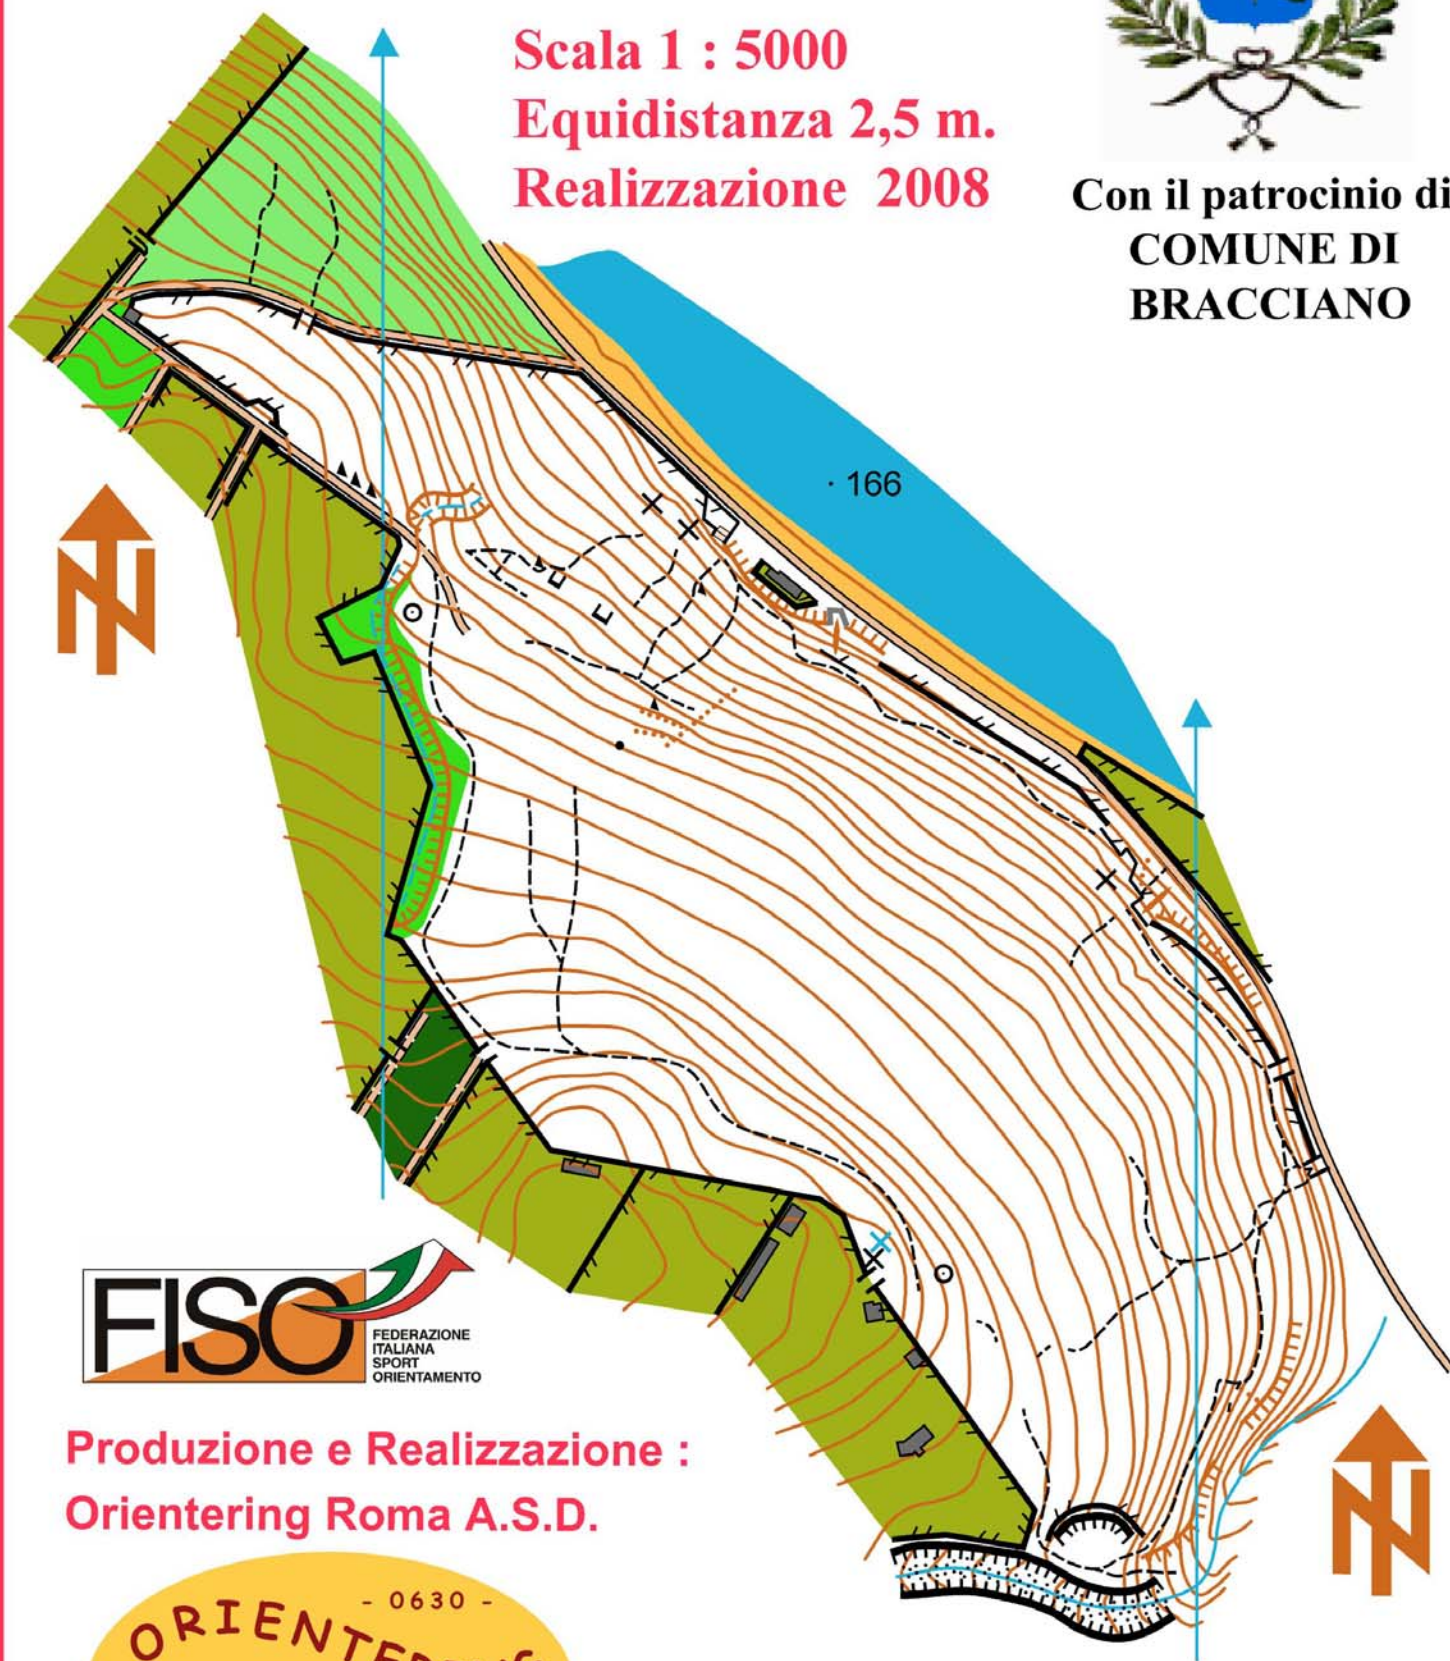 Scala 1 : 5000
Equidistanza 2,5 m.
Realizzazione 2008
Con il patrocinio di
COMUNE DI
BRACCIANO
· 166
FISO
FEDERAZIONE
ITALIANA
SPORT
ORIENTAMENTO
Produzione e Realizzazione :
Orientering Roma A.S.D.
- 0630 -